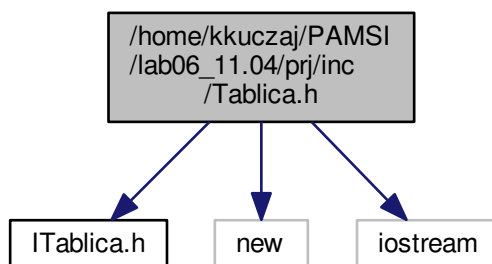 /home/kkuczaj/PAMSI
/lab06_11.04/prj/inc
/Tablica.h
ITablica.h
new
iostream